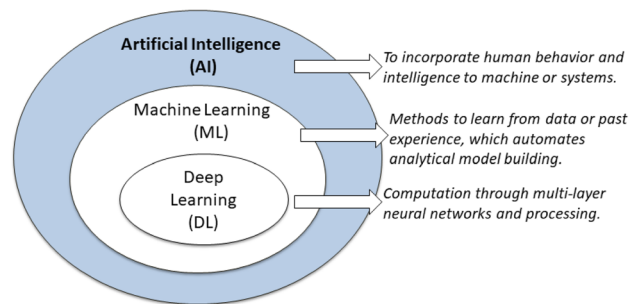 Artificial Intelligence
(AI)
To incorporate human behavior and
intelligence to machine or systems.
Machine Learning
(ML)
Methods to learn from data or past
experience, which automates
analytical model building.
Deep
Learning
(DL)
Computation through multi-layer
neural networks and processing.